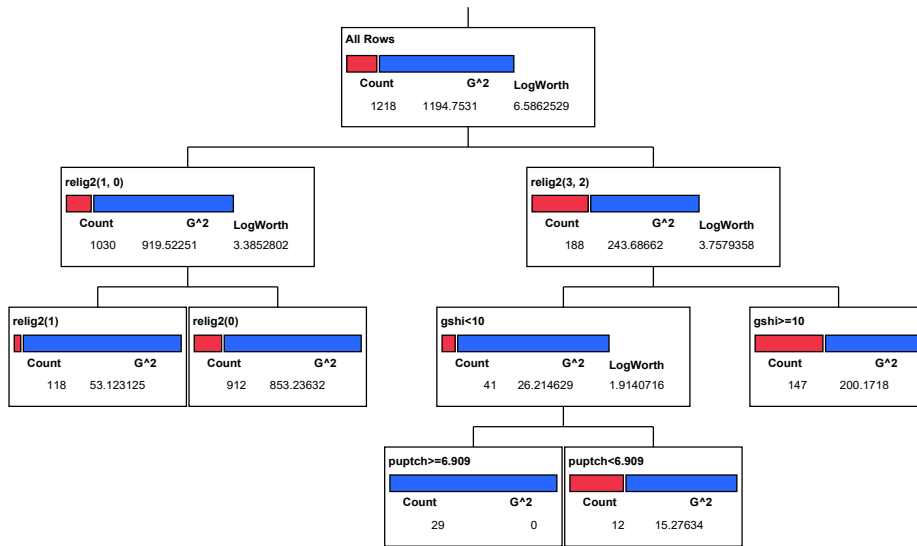 All Rows
Count G^2 LogWorth
1218 1194.7531 6.5862529
relig2(1, 0)
Count G^2 LogWorth
1030 919.52251 3.3852802
relig2(3, 2)
Count G^2 LogWorth
188 243.68662 3.7579358
relig2(1)
Count G^2
118 53.123125
relig2(0)
Count G^2
912 853.23632
gshi<10
Count G^2 LogWorth
41 26.214629 1.9140716
gshi>=10
Count G^2
147 200.1718
puptch>=6.909
Count G^2
29 0
puptch<6.909
Count G^2
12 15.27634